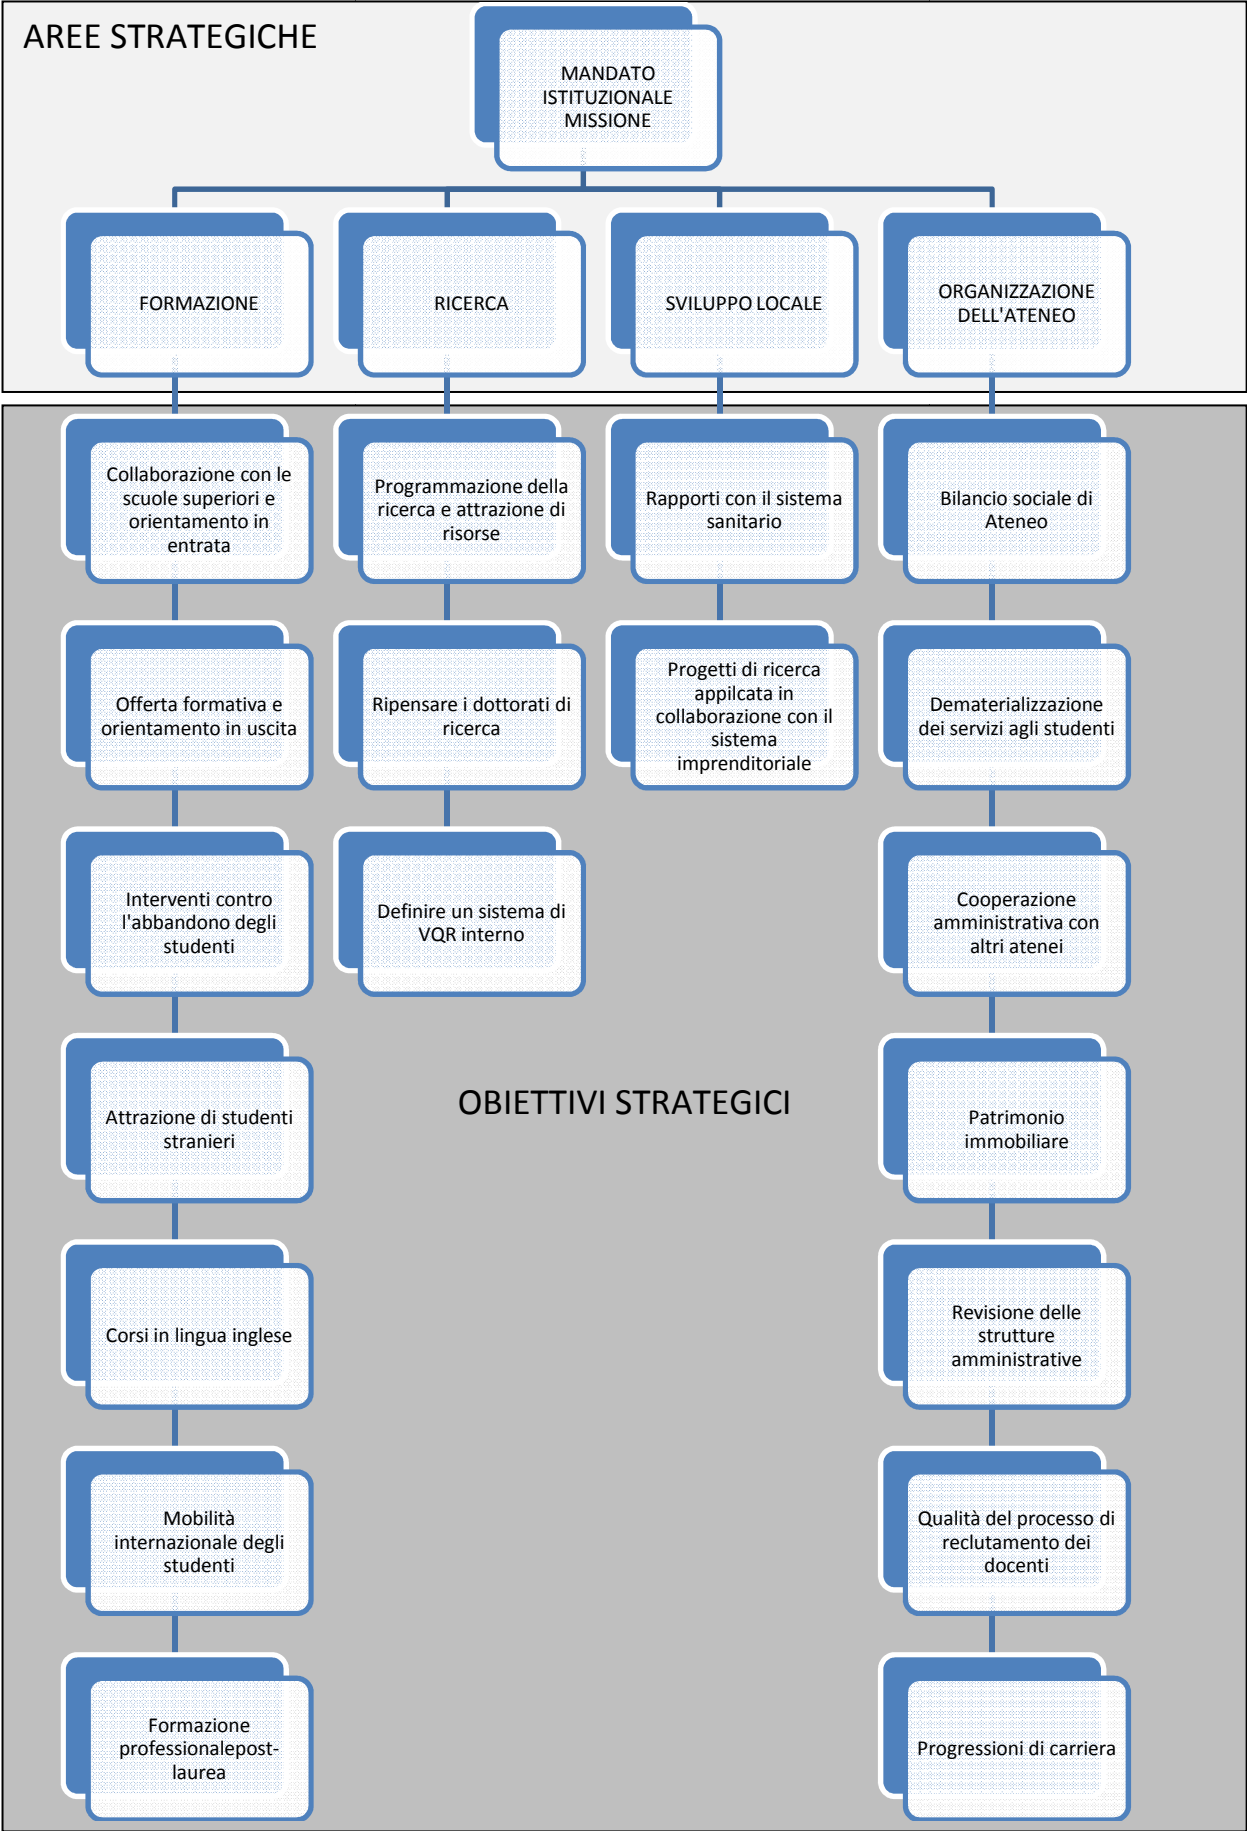 AREE STRATEGICHE
MANDATO
ISTITUZIONALE
MISSIONE
FORMAZIONE
RICERCA
SVILUPPO LOCALE
ORGANIZZAZIONE
DELL'ATENEO
Collaborazione con le
scuole superiori e
orientamento in
entrata
Programmazione della
ricerca e attrazione di
risorse
Rapporti con il sistema
sanitario
Bilancio sociale di
Ateneo
Offerta formativa e
orientamento in uscita
Ripensare i dottorati di
ricerca
Progetti di ricerca
appilcata in
collaborazione con il
sistema
imprenditoriale
Dematerializzazione
dei servizi agli studenti
Interventi contro
l'abbandono degli
studenti
Definire un sistema di
VQR interno
Cooperazione
amministrativa con
altri atenei
Attrazione di studenti
stranieri
OBIETTIVI STRATEGICI
Patrimonio
immobiliare
Corsi in lingua inglese
Revisione delle
strutture
amministrative
Mobilità
internazionale degli
studenti
Qualità del processo di
reclutamento dei
docenti
Formazione
professionalepost-
laurea
Progressioni di carriera